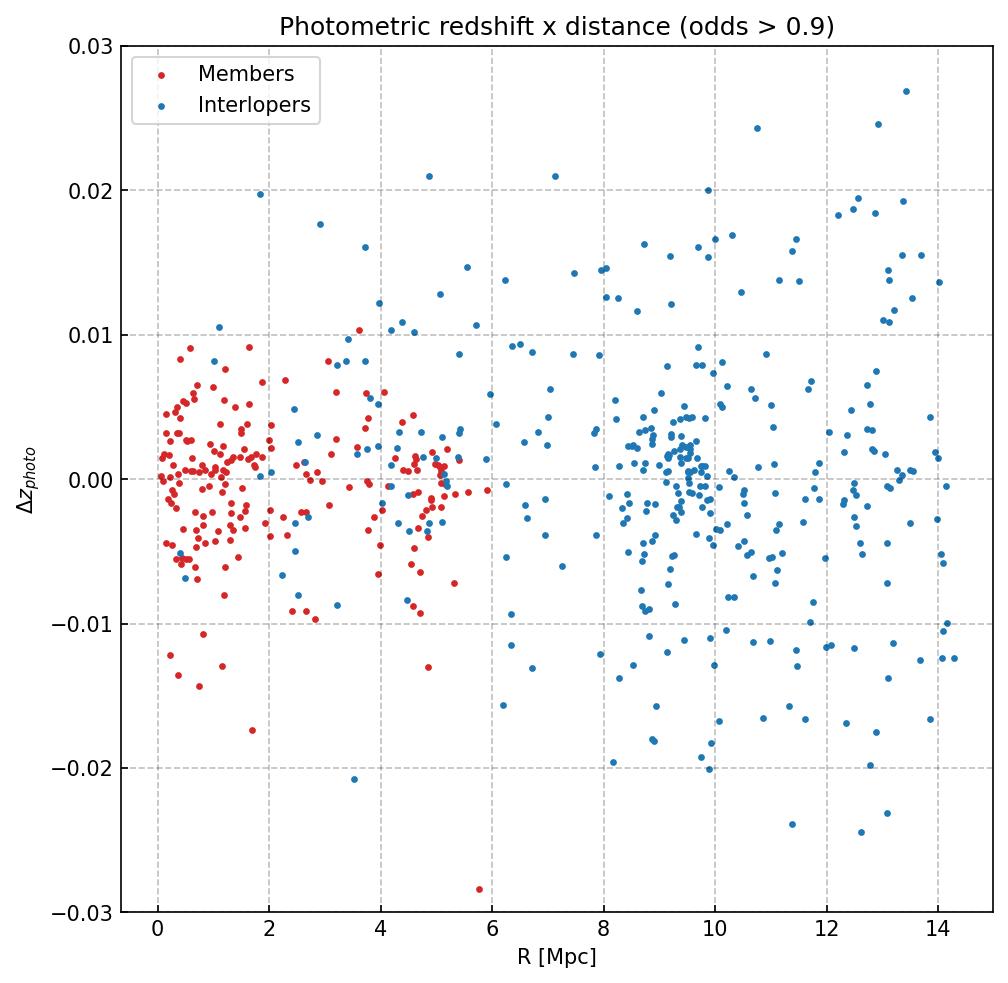 Photometric redshift x distance (odds > 0.9)
Members
Interlopers
0.03
0.02
0.01
0.00
−0.01
−0.02
−0.03
Δz_photo
0 2 4 6 8 10 12 14
R [Mpc]